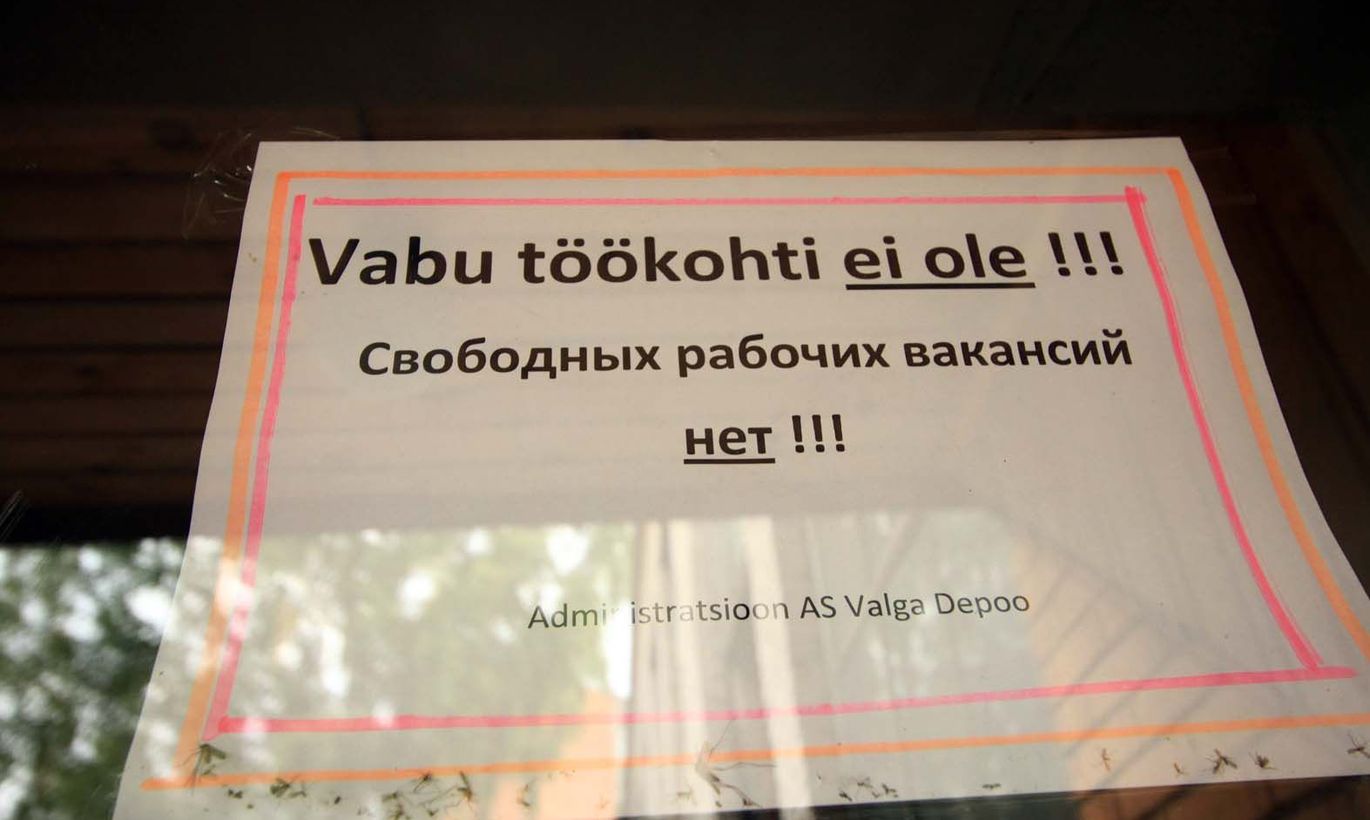 Vabu töökohti ei ole !!!
Свободных рабочих вакансий
нет !!!
Administratsioon AS Valga Depoo